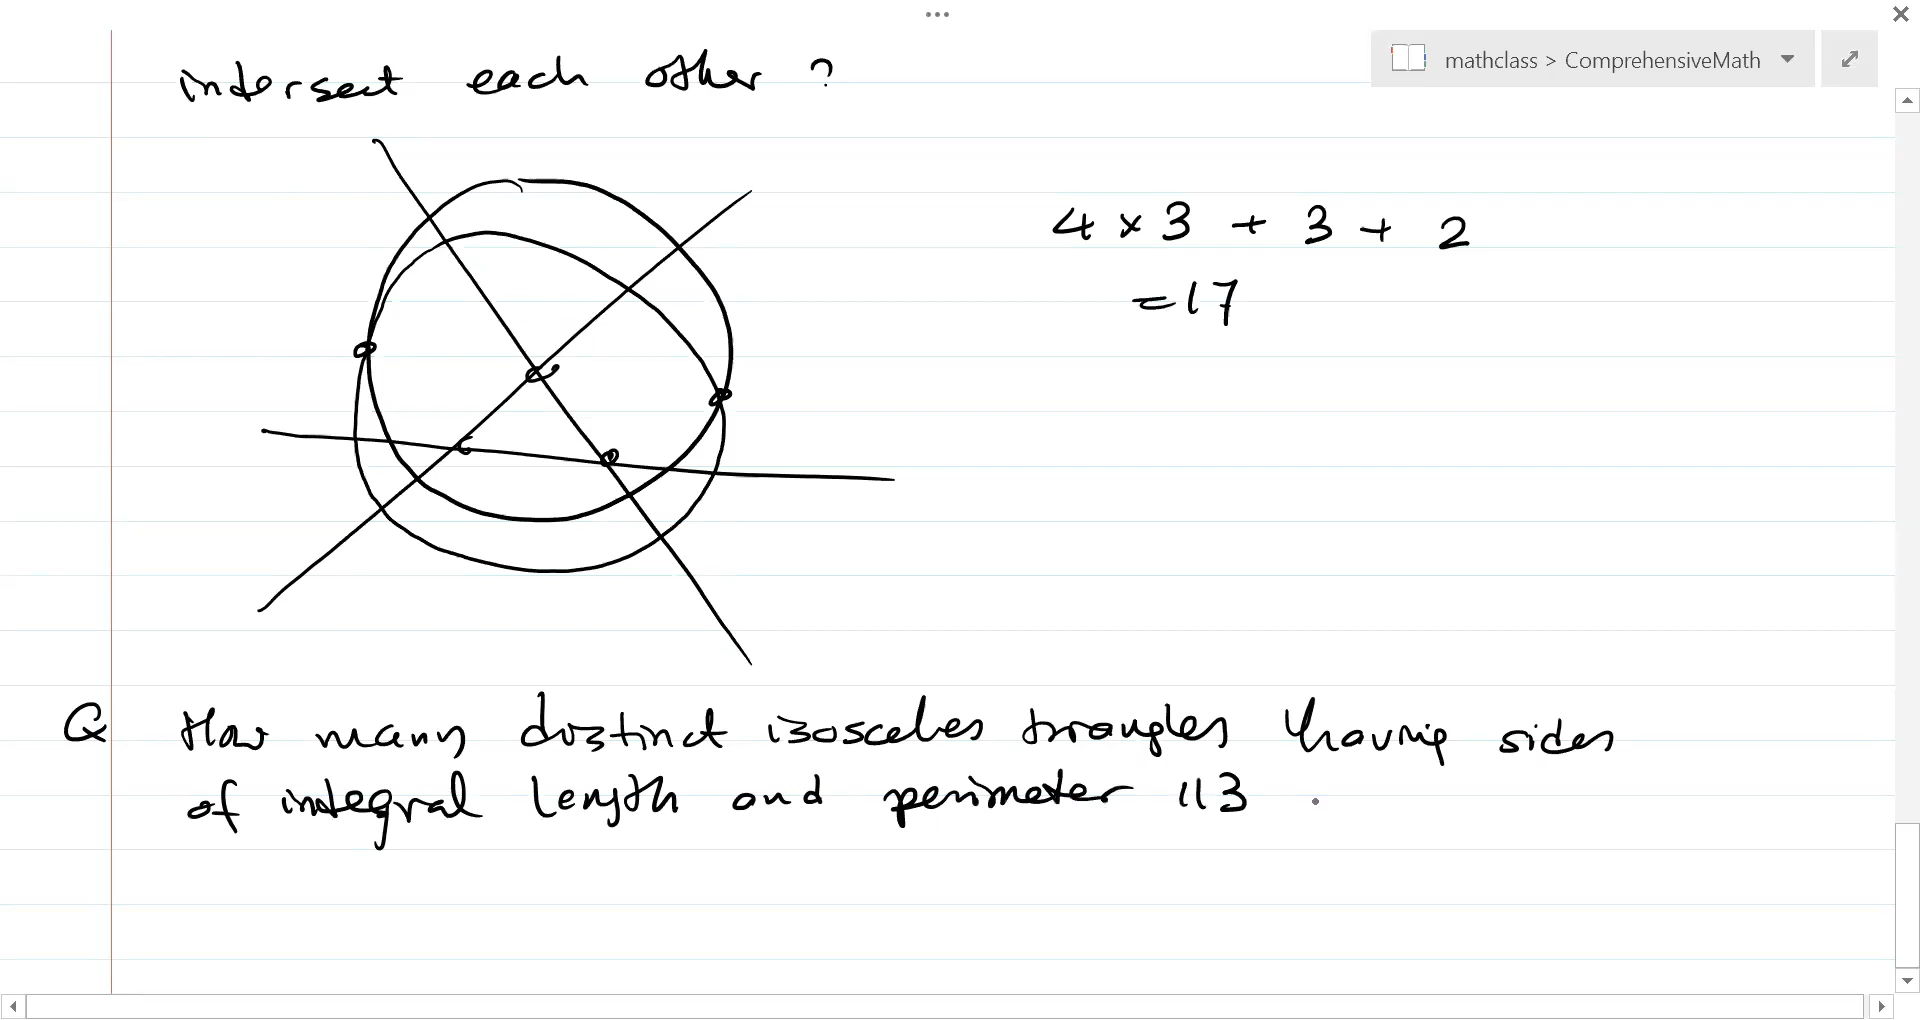 mathclass > ComprehensiveMath
intersect each other ?
4 × 3 + 3 + 2
= 17
Q How many distinct isosceles triangles having sides
of integral length and perimeter 113 .